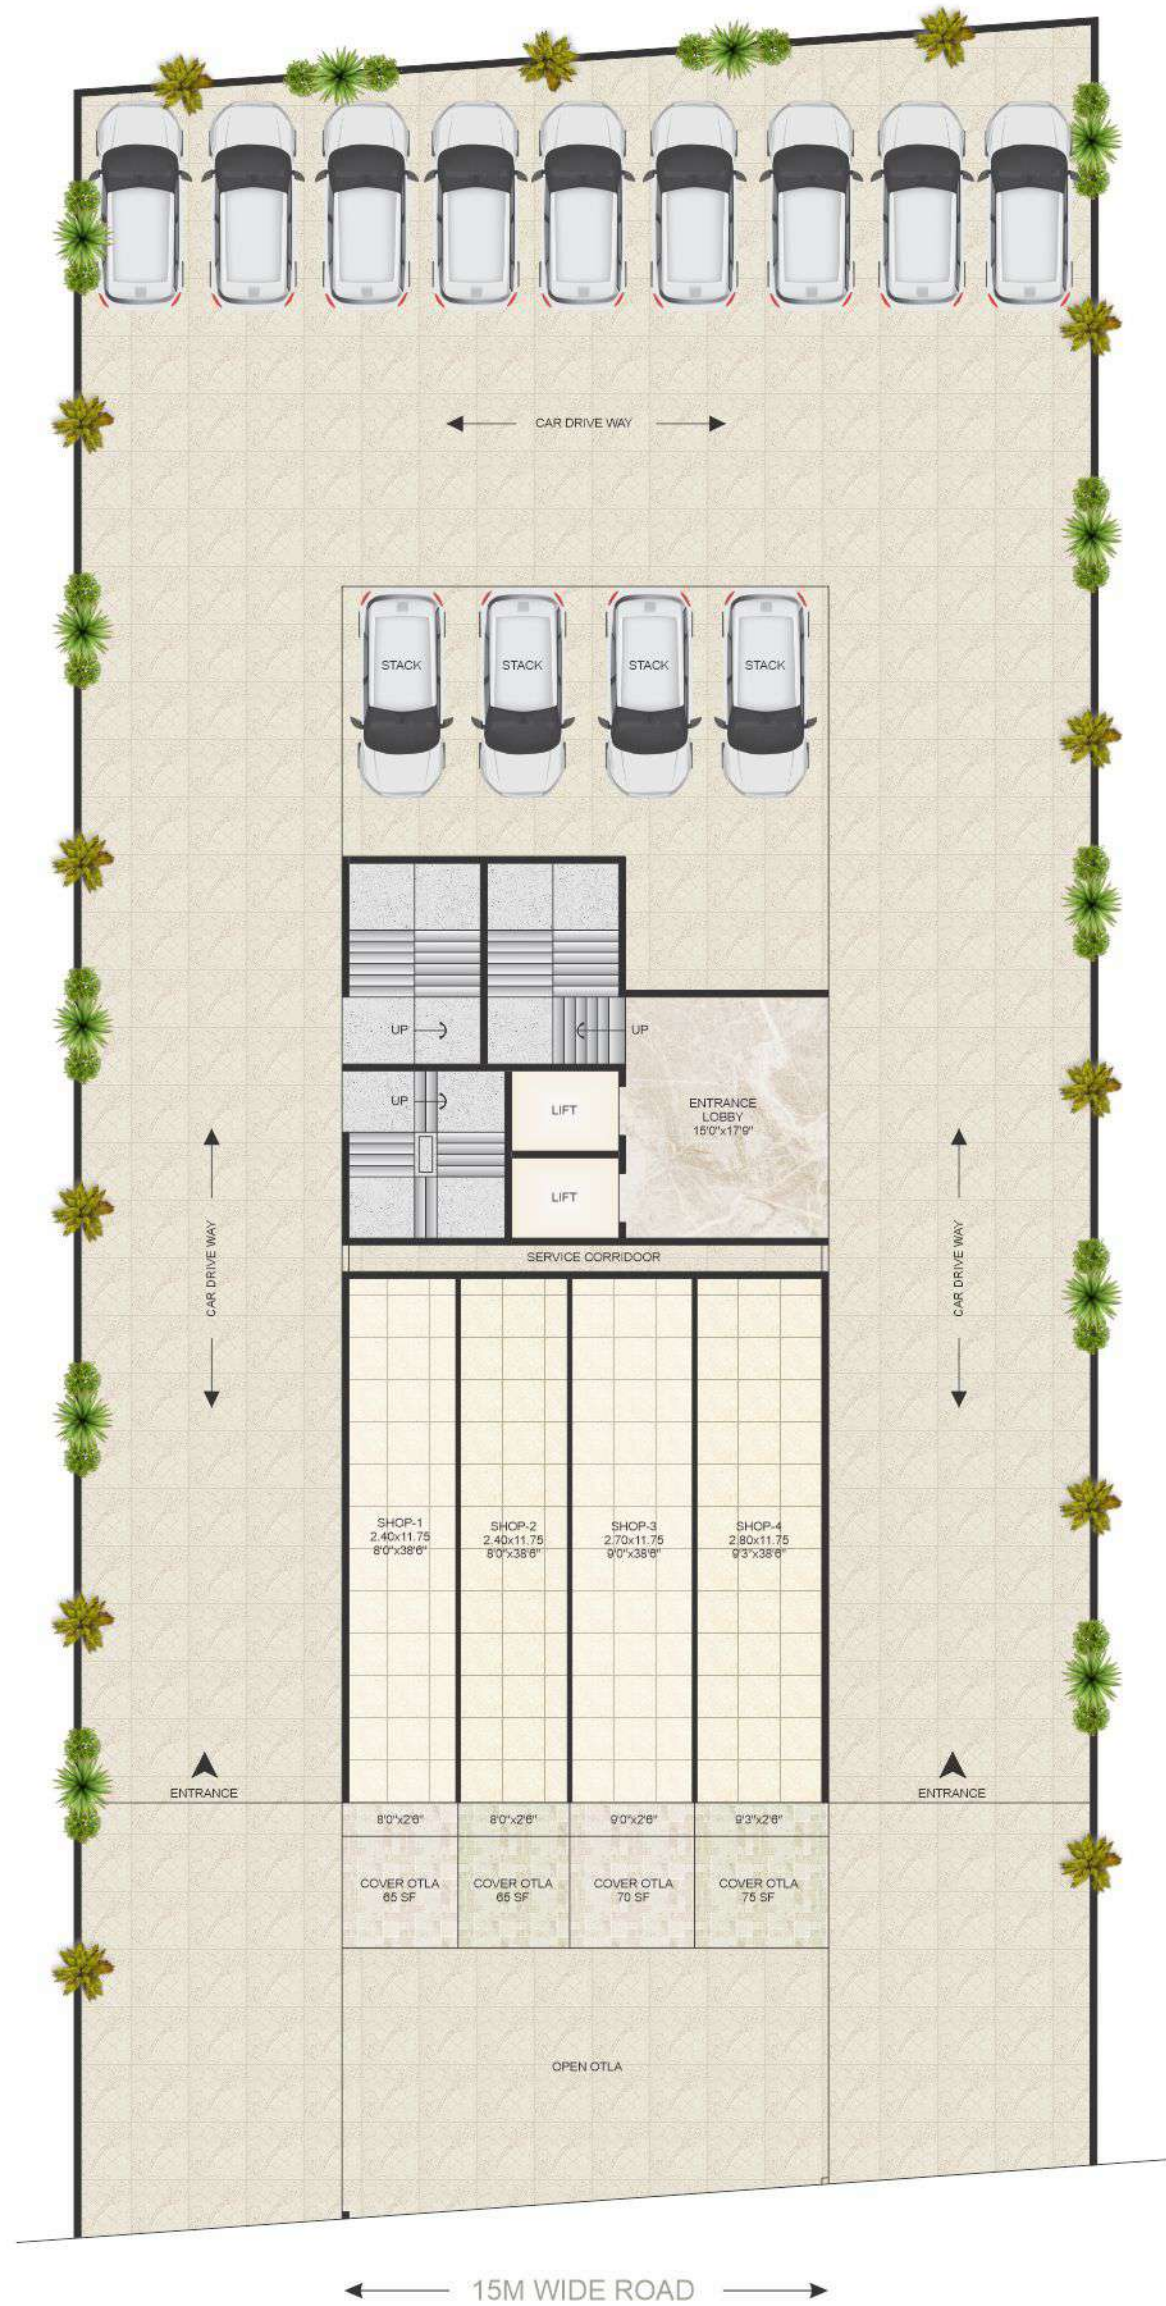 CAR DRIVE WAY
STACK
STACK
STACK
STACK
UP
UP
UP
LIFT
LIFT
ENTRANCE
LOBBY
15'0"x17'9"
CAR DRIVE WAY
CAR DRIVE WAY
SERVICE CORRIDOOR
SHOP-1
2.40x11.75
8'0"x38'6"
SHOP-2
2.40x11.75
8'0"x38'6"
SHOP-3
2.70x11.75
9'0"x38'6"
SHOP-4
2.80x11.75
9'3"x38'6"
ENTRANCE
ENTRANCE
8'0"x2'6"
8'0"x2'6"
9'0"x2'6"
9'3"x2'6"
COVER OTLA
65 SF
COVER OTLA
65 SF
COVER OTLA
70 SF
COVER OTLA
75 SF
OPEN OTLA
15M WIDE ROAD